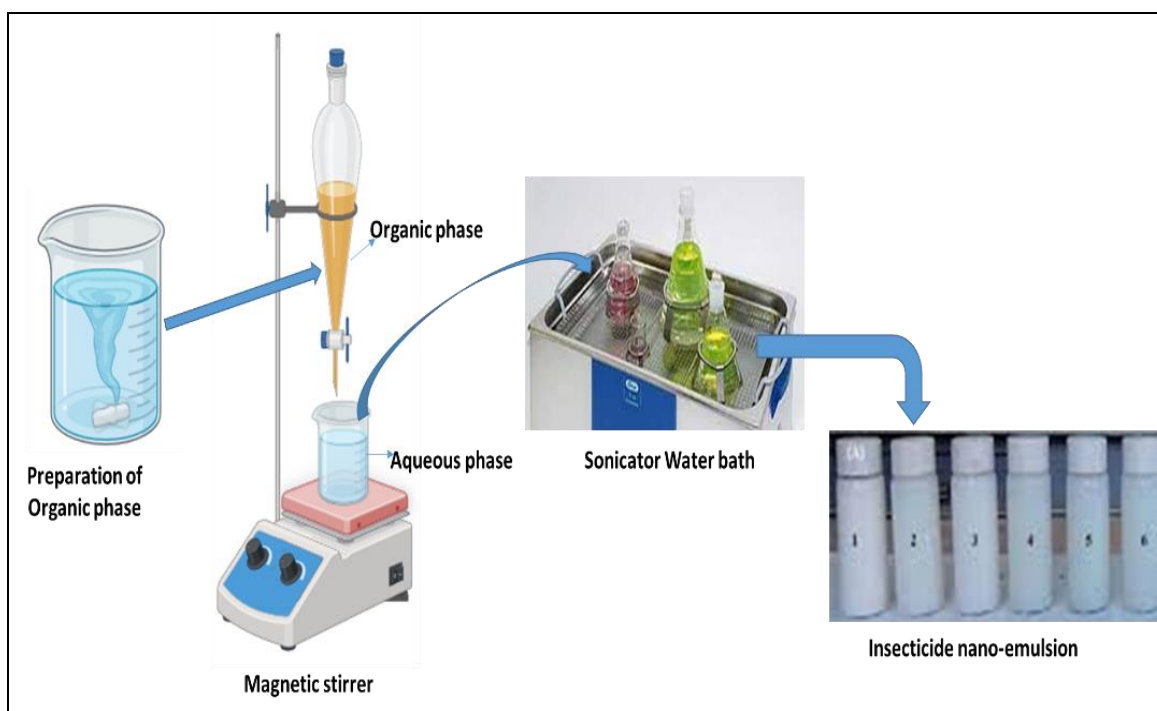 Organic phase
Preparation of
Organic phase
Aqueous phase
Magnetic stirrer
Sonicator Water bath
(A)
1
2
3
4
5
6
Insecticide nano-emulsion